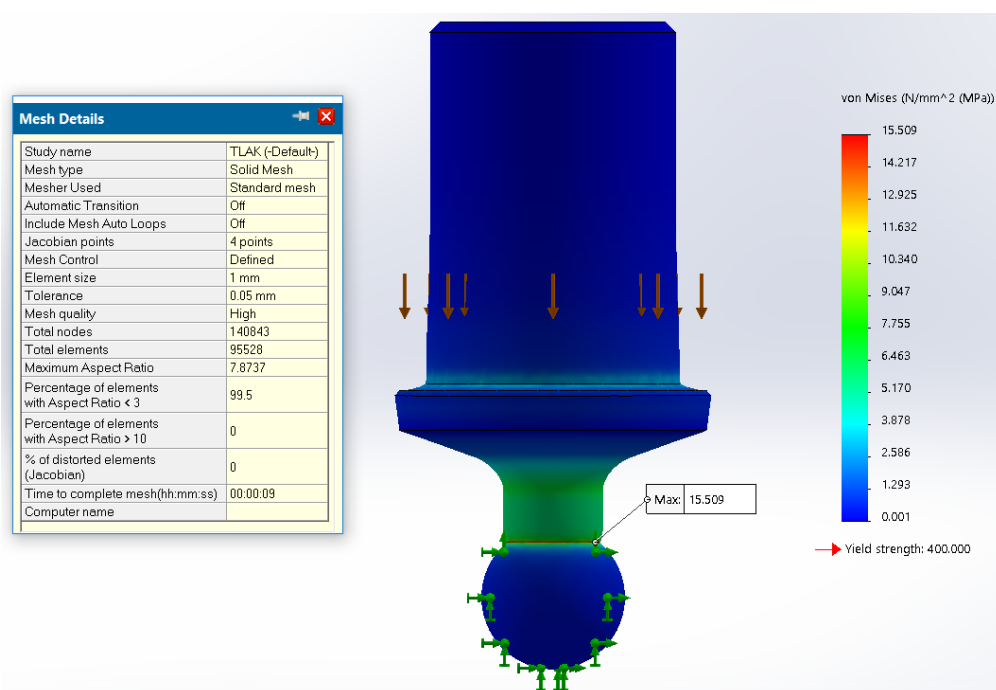 Mesh Details
Study name TLAK (-Default-)
Mesh type Solid Mesh
Mesher Used Standard mesh
Automatic Transition Off
Include Mesh Auto Loops Off
Jacobian points 4 points
Mesh Control Defined
Element size 1 mm
Tolerance 0.05 mm
Mesh quality High
Total nodes 140843
Total elements 95528
Maximum Aspect Ratio 7.8737
Percentage of elements
with Aspect Ratio < 3 99.5
Percentage of elements
with Aspect Ratio > 10 0
% of distorted elements
(Jacobian) 0
Time to complete mesh(hh:mm:ss) 00:00:09
Computer name
Max: 15.509
von Mises (N/mm^2 (MPa))
15.509
14.217
12.925
11.632
10.340
9.047
7.755
6.463
5.170
3.878
2.586
1.293
0.001
Yield strength: 400.000